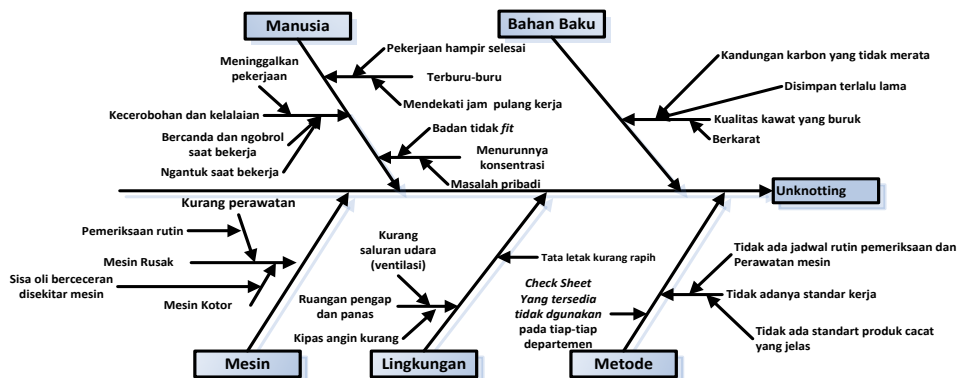 Manusia
Bahan Baku
Pekerjaan hampir selesai
Meninggalkan
pekerjaan
Terburu-buru
Mendekati jam pulang kerja
Kecerobohan dan kelalaian
Bercanda dan ngobrol
saat bekerja
Ngantuk saat bekerja
Badan tidak fit
Menurunnya
konsentrasi
Masalah pribadi
Kandungan karbon yang tidak merata
Disimpan terlalu lama
Kualitas kawat yang buruk
Berkarat
Unknotting
Kurang perawatan
Pemeriksaan rutin
Mesin Rusak
Sisa oli berceceran
disekitar mesin
Mesin Kotor
Kurang
saluran udara
(ventilasi)
Tata letak kurang rapih
Ruangan pengap
dan panas
Kipas angin kurang
Check Sheet
Yang tersedia
tidak dgunakan
pada tiap-tiap
departemen
Tidak ada jadwal rutin pemeriksaan dan
Perawatan mesin
Tidak adanya standar kerja
Tidak ada standart produk cacat
yang jelas
Mesin
Lingkungan
Metode